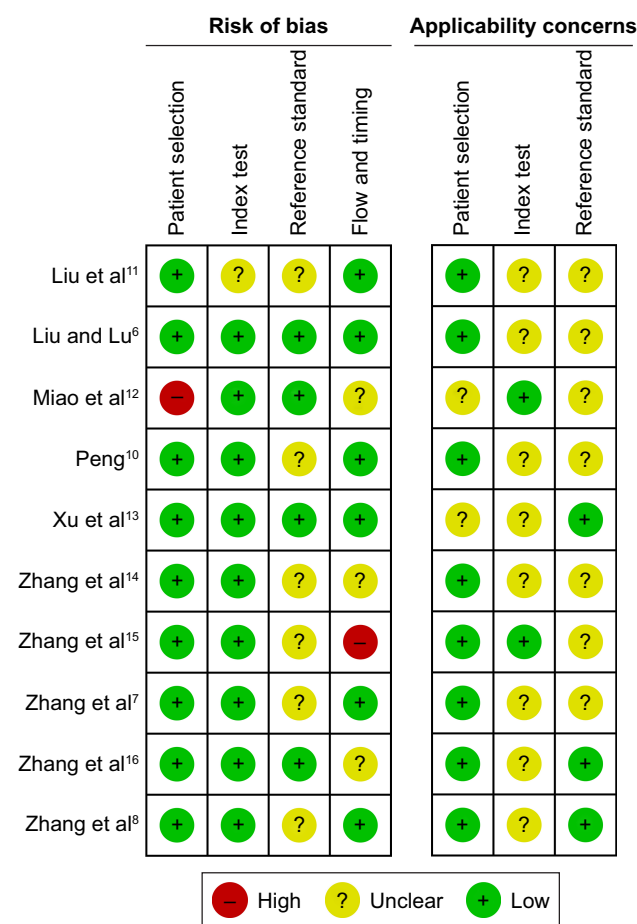 Risk of bias Applicability concerns
Patient selection Index test Reference standard Flow and timing Patient selection Index test Reference standard
Liu et al¹¹ + ? ? + + ? ?
Liu and Lu⁶ + + + + + ? ?
Miao et al¹² – + + ? ? + ?
Peng¹⁰ + + ? + + ? ?
Xu et al¹³ + + + + ? ? +
Zhang et al¹⁴ + + ? ? + ? ?
Zhang et al¹⁵ + + ? – + + ?
Zhang et al⁷ + + ? + + ? ?
Zhang et al¹⁶ + + + ? + ? +
Zhang et al⁸ + + ? + + ? +
– High ? Unclear + Low